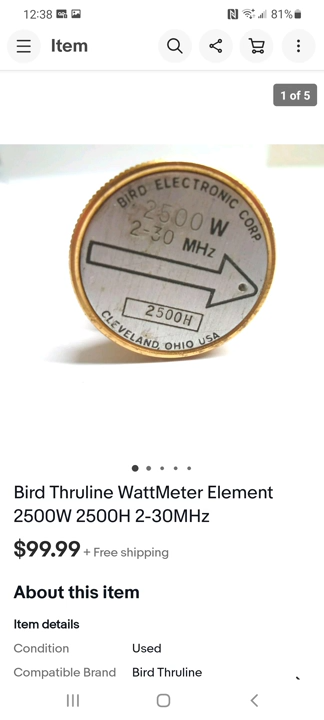 12:38
81%
Item
1 of 5
BIRD ELECTRONIC CORP
2500 W
2-30 MHz
2500H
CLEVELAND, OHIO USA
Bird Thruline WattMeter Element
2500W 2500H 2-30MHz
$99.99 + Free shipping
About this item
Item details
Condition Used
Compatible Brand Bird Thruline